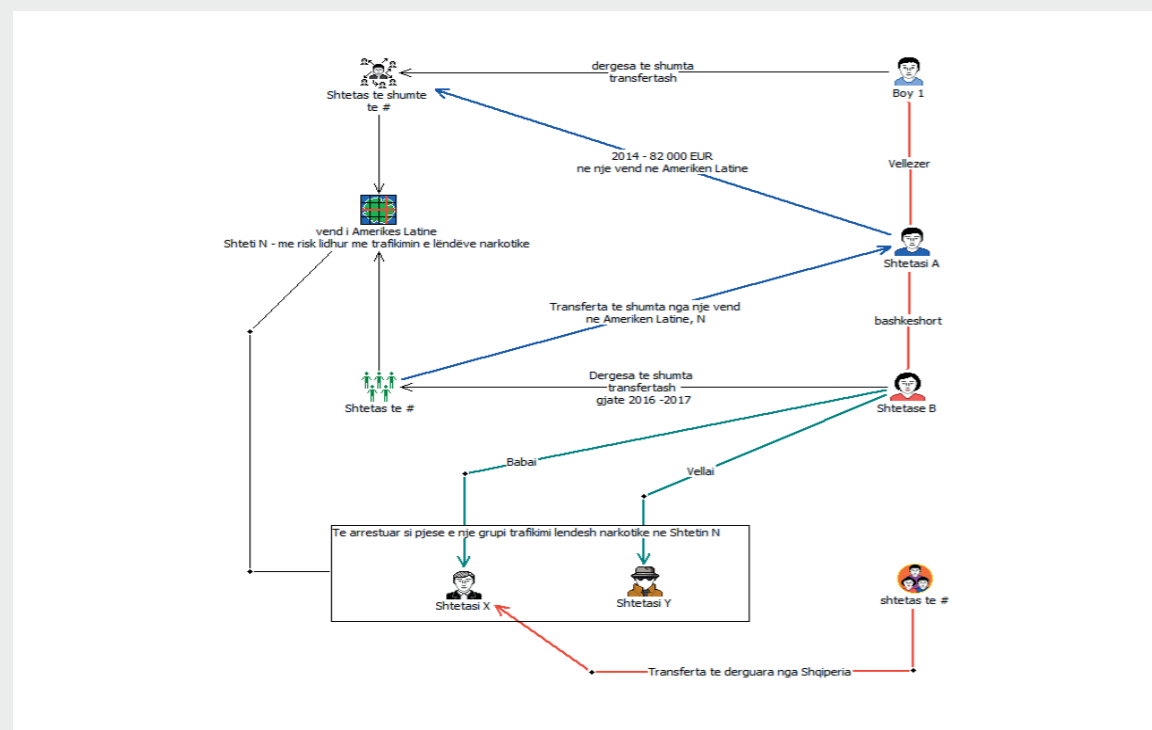 dergesa te shumta
transfertash
Shtetas te shumte
te #
Boy 1
2014 - 82 000 EUR
ne nje vend ne Ameriken Latine
Vellezer
vend i Amerikes Latine
Shteti N - me risk lidhur me trafikimin e lëndëve narkotike
Shtetasi A
Transferta te shumta nga nje vend
ne Ameriken Latine, N
bashkeshort
Dergesa te shumta
transfertash
gjate 2016 -2017
Shtetas te #
Shtetase B
Babai
Vellai
Te arrestuar si pjese e nje grupi trafikimi lendesh narkotike ne Shtetin N
Shtetasi X
Shtetasi Y
shtetas te #
Transferta te derguara nga Shqiperia